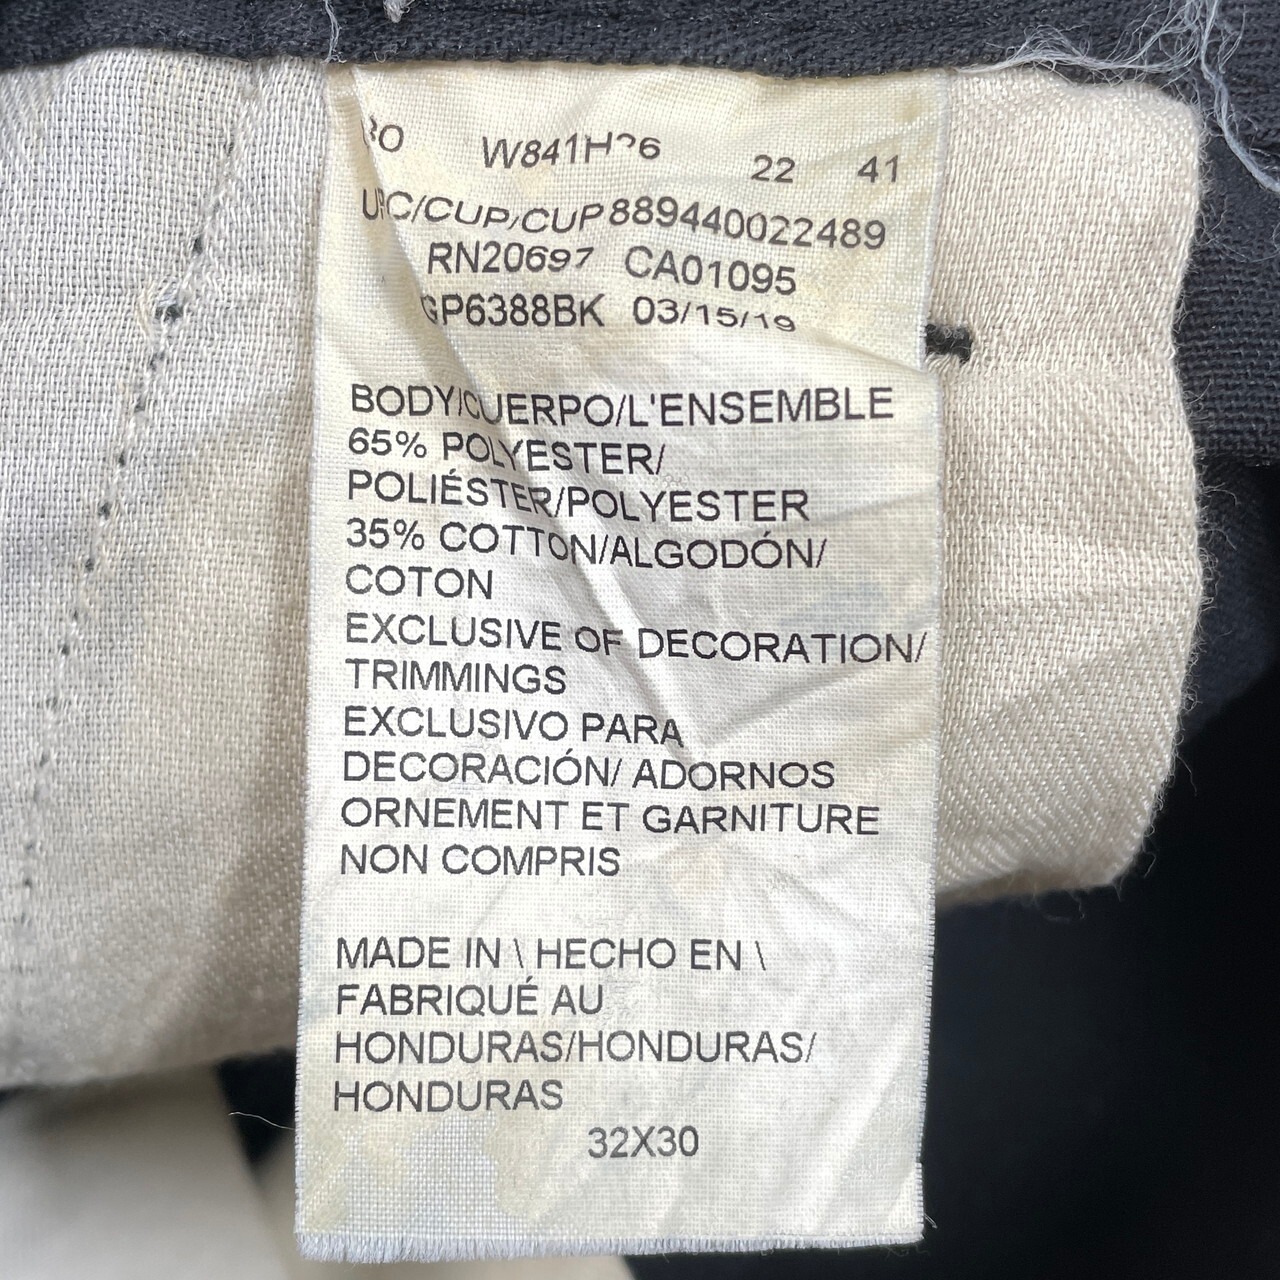 22 41
UPC/CUP/CUP 889440022489
RN20697 CA01095
GP6388BK 03/15/19
BODY/CUERPO/L'ENSEMBLE
65% POLYESTER/
POLIÉSTER/POLYESTER
35% COTTON/ALGODÓN/
COTON
EXCLUSIVE OF DECORATION/
TRIMMINGS
EXCLUSIVO PARA
DECORACIÓN/ ADORNOS
ORNEMENT ET GARNITURE
NON COMPRIS
MADE IN \ HECHO EN \
FABRIQUÉ AU
HONDURAS/HONDURAS/
HONDURAS
32X30